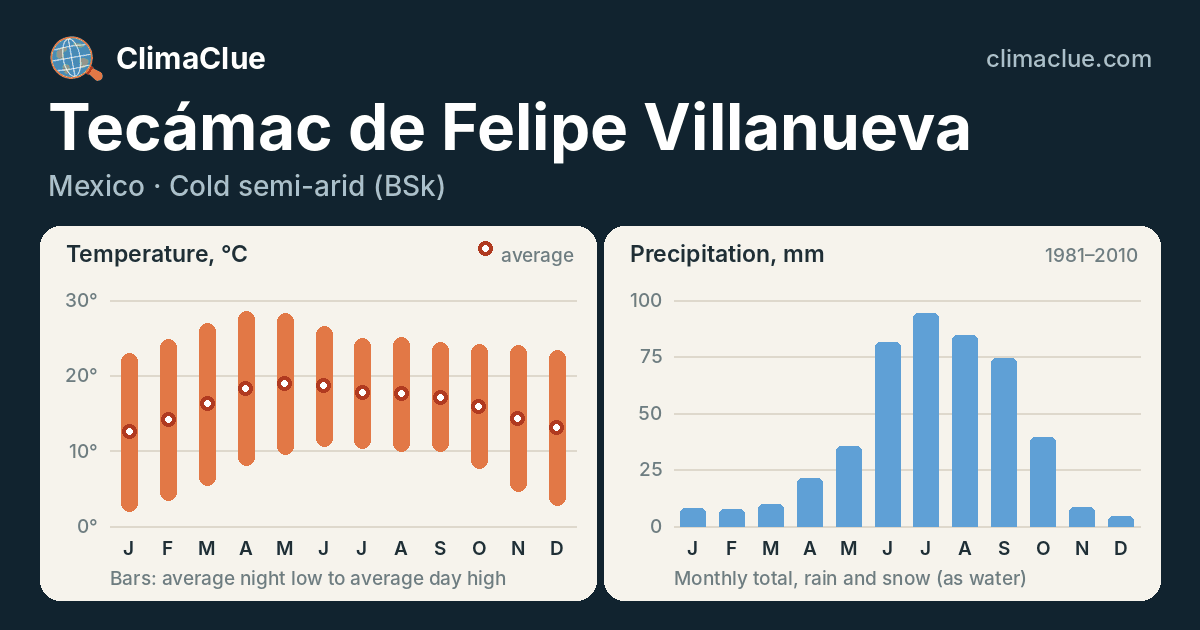 ClimaClue
climaclue.com
Tecámac de Felipe Villanueva
Mexico · Cold semi-arid (BSk)
Temperature, °C
average
30°
20°
10°
0°
J F M A M J J A S O N D
Bars: average night low to average day high
Precipitation, mm
1981–2010
100
75
50
25
0
J F M A M J J A S O N D
Monthly total, rain and snow (as water)